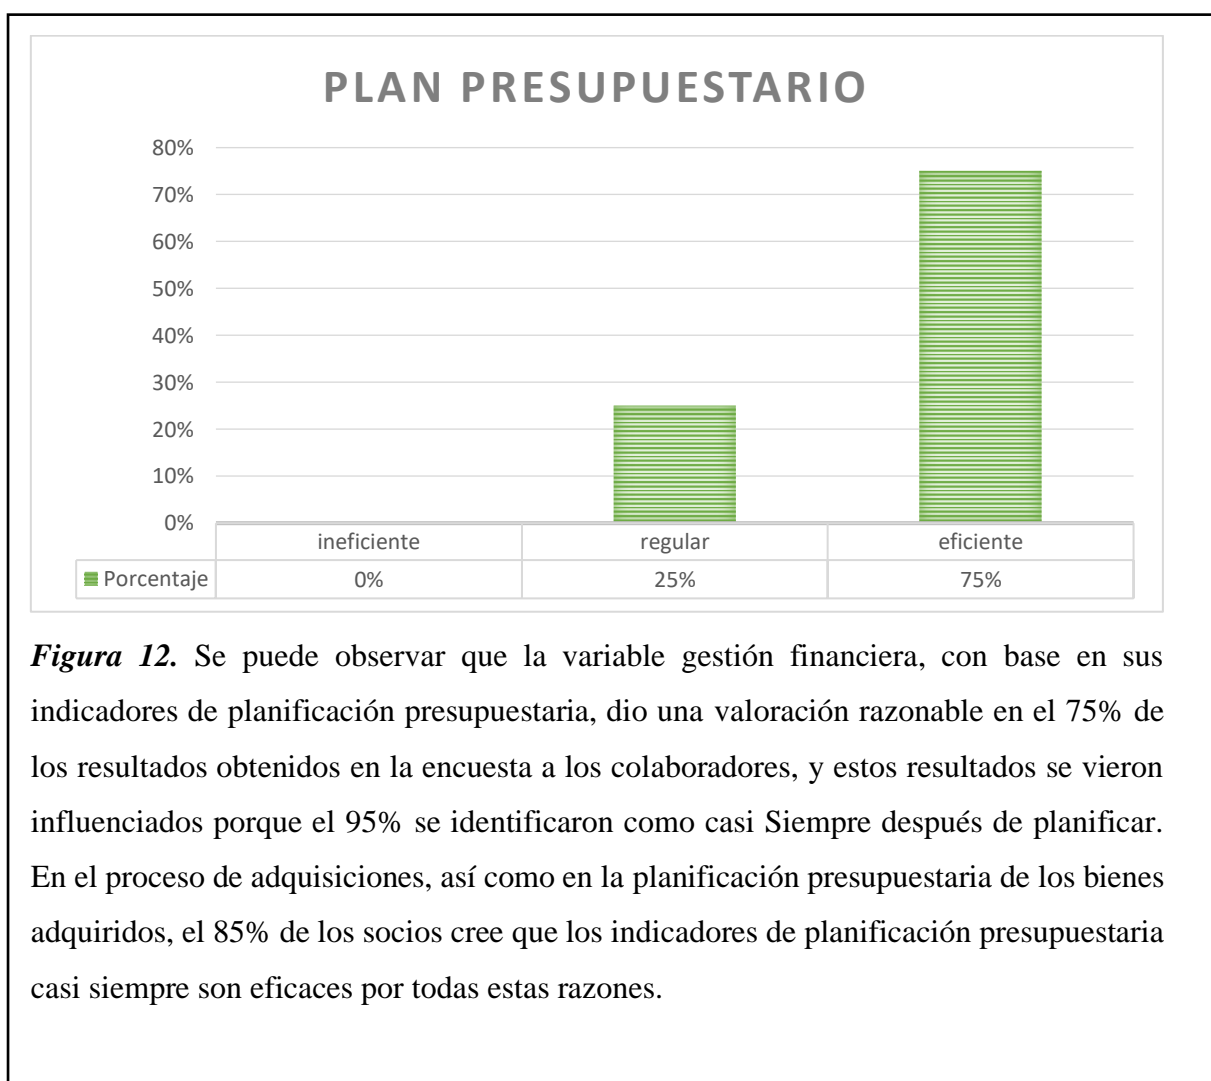 PLAN PRESUPUESTARIO
80%
70%
60%
50%
40%
30%
20%
10%
0%
ineficiente regular eficiente
Porcentaje 0% 25% 75%
Figura 12. Se puede observar que la variable gestión financiera, con base en sus
indicadores de planificación presupuestaria, dio una valoración razonable en el 75% de
los resultados obtenidos en la encuesta a los colaboradores, y estos resultados se vieron
influenciados porque el 95% se identificaron como casi Siempre después de planificar.
En el proceso de adquisiciones, así como en la planificación presupuestaria de los bienes
adquiridos, el 85% de los socios cree que los indicadores de planificación presupuestaria
casi siempre son eficaces por todas estas razones.